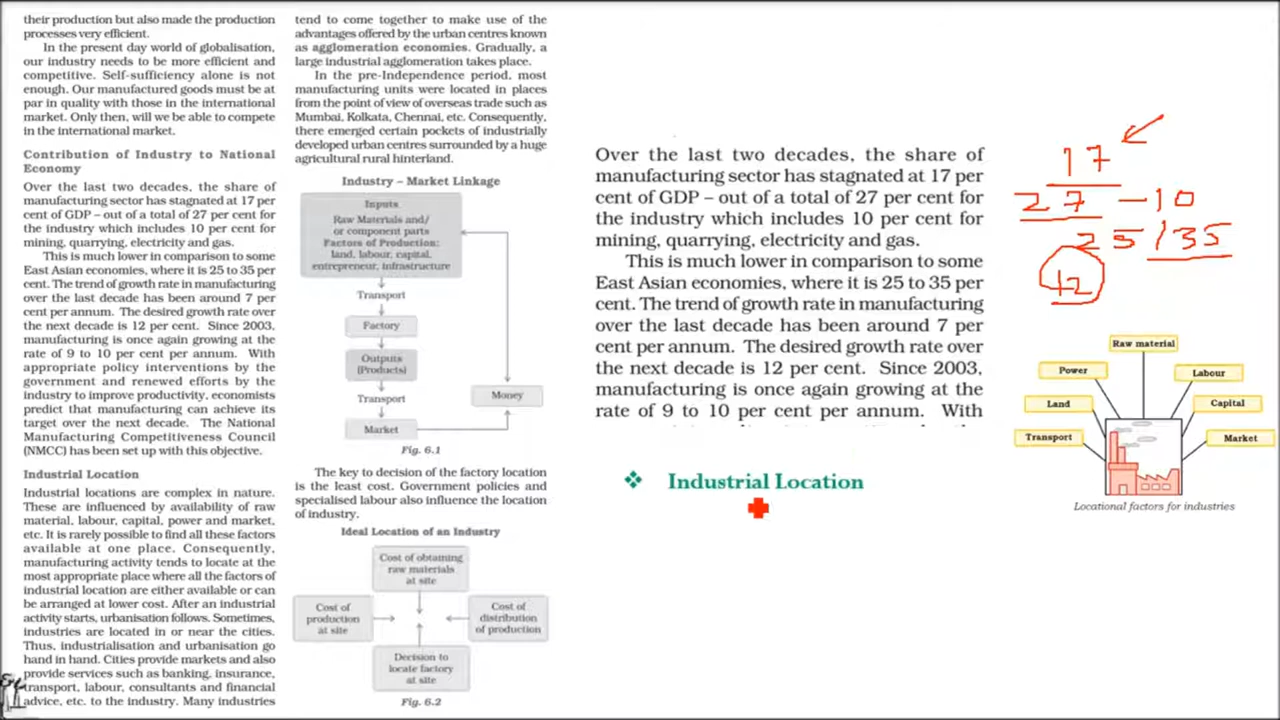 their production but also made the production
processes very efficient.
In the present day world of globalisation,
our industry needs to be more efficient and
competitive. Self-sufficiency alone is not
enough. Our manufactured goods must be at
par in quality with those in the international
market. Only then, will we be able to compete
in the international market.
Contribution of Industry to National
Economy
Over the last two decades, the share of
manufacturing sector has stagnated at 17 per
cent of GDP – out of a total of 27 per cent for
the industry which includes 10 per cent for
mining, quarrying, electricity and gas.
This is much lower in comparison to some
East Asian economies, where it is 25 to 35 per
cent. The trend of growth rate in manufacturing
over the last decade has been around 7 per
cent per annum. The desired growth rate over
the next decade is 12 per cent. Since 2003,
manufacturing is once again growing at the
rate of 9 to 10 per cent per annum. With
appropriate policy interventions by the
government and renewed efforts by the
industry to improve productivity, economists
predict that manufacturing can achieve its
target over the next decade. The National
Manufacturing Competitiveness Council
(NMCC) has been set up with this objective.
Industrial Location
Industrial locations are complex in nature.
These are influenced by availability of raw
material, labour, capital, power and market,
etc. It is rarely possible to find all these factors
available at one place. Consequently,
manufacturing activity tends to locate at the
most appropriate place where all the factors of
industrial location are either available or can
be arranged at lower cost. After an industrial
activity starts, urbanisation follows. Sometimes,
industries are located in or near the cities.
Thus, industrialisation and urbanisation go
hand in hand. Cities provide markets and also
provide services such as banking, insurance,
transport, labour, consultants and financial
advice, etc. to the industry. Many industries
tend to come together to make use of the
advantages offered by the urban centres known
as agglomeration economies. Gradually, a
large industrial agglomeration takes place.
In the pre-Independence period, most
manufacturing units were located in places
from the point of view of overseas trade such as
Mumbai, Kolkata, Chennai, etc. Consequently,
there emerged certain pockets of industrially
developed urban centres surrounded by a huge
agricultural rural hinterland.
Industry – Market Linkage
Inputs
Raw Materials and/
or component parts
Factors of Production:
land, labour, capital,
entrepreneur, infrastructure
Transport
Factory
Outputs
(Products)
Transport
Money
Market
Fig. 6.1
The key to decision of the factory location
is the least cost. Government policies and
specialised labour also influence the location
of industry.
Ideal Location of an Industry
Cost of obtaining
raw materials
at site
Cost of
production
at site
Cost of
distribution
of production
Decision to
locate factory
at site
Fig. 6.2
Over the last two decades, the share of
manufacturing sector has stagnated at 17 per
cent of GDP – out of a total of 27 per cent for
the industry which includes 10 per cent for
mining, quarrying, electricity and gas.
This is much lower in comparison to some
East Asian economies, where it is 25 to 35 per
cent. The trend of growth rate in manufacturing
over the last decade has been around 7 per
cent per annum. The desired growth rate over
the next decade is 12 per cent. Since 2003,
manufacturing is once again growing at the
rate of 9 to 10 per cent per annum. With
❖ Industrial Location
17
27 – 10
25/35
12
Raw material
Power
Labour
Land
Capital
Transport
Market
Locational factors for industries